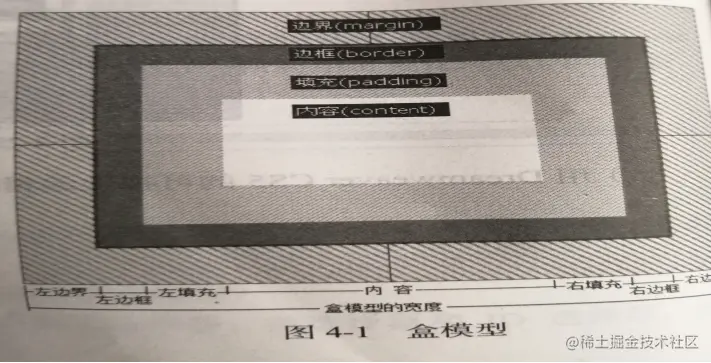 边界(margin)
边框(border)
填充(padding)
内容(content)
左边界 左填充 内 容 右填充 右边
左边框 右边框
盒模型的宽度
图 4-1 盒模型
@稀土掘金技术社区